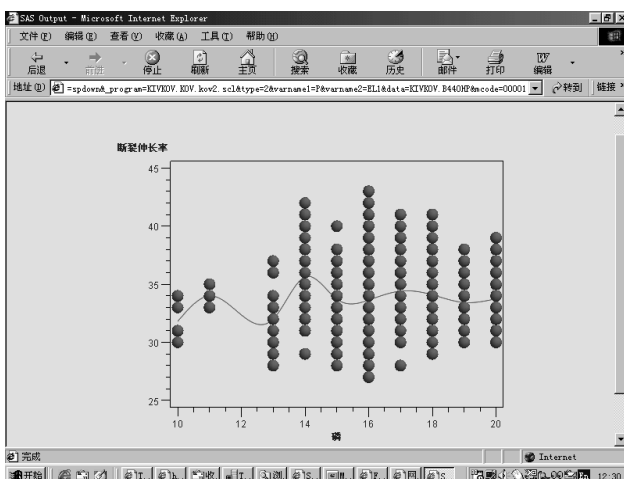 SAS Output - Microsoft Internet Explorer
文件(F) 编辑(E) 查看(V) 收藏(A) 工具(T) 帮助(H)
后退 前进 停止 刷新 主页 搜索 收藏 历史 邮件 打印 编辑
地址(D) =spdown&_program=KIVKOV.KOV.kov2.scl&type=2&varname1=P&varname2=EL1&data=KIVKOV.B440HP&mcode=00001 转到 链接 »
断裂伸长率
45
40
35
30
25
10 12 14 16 18 20
磷
完成 Internet
开始 12:30